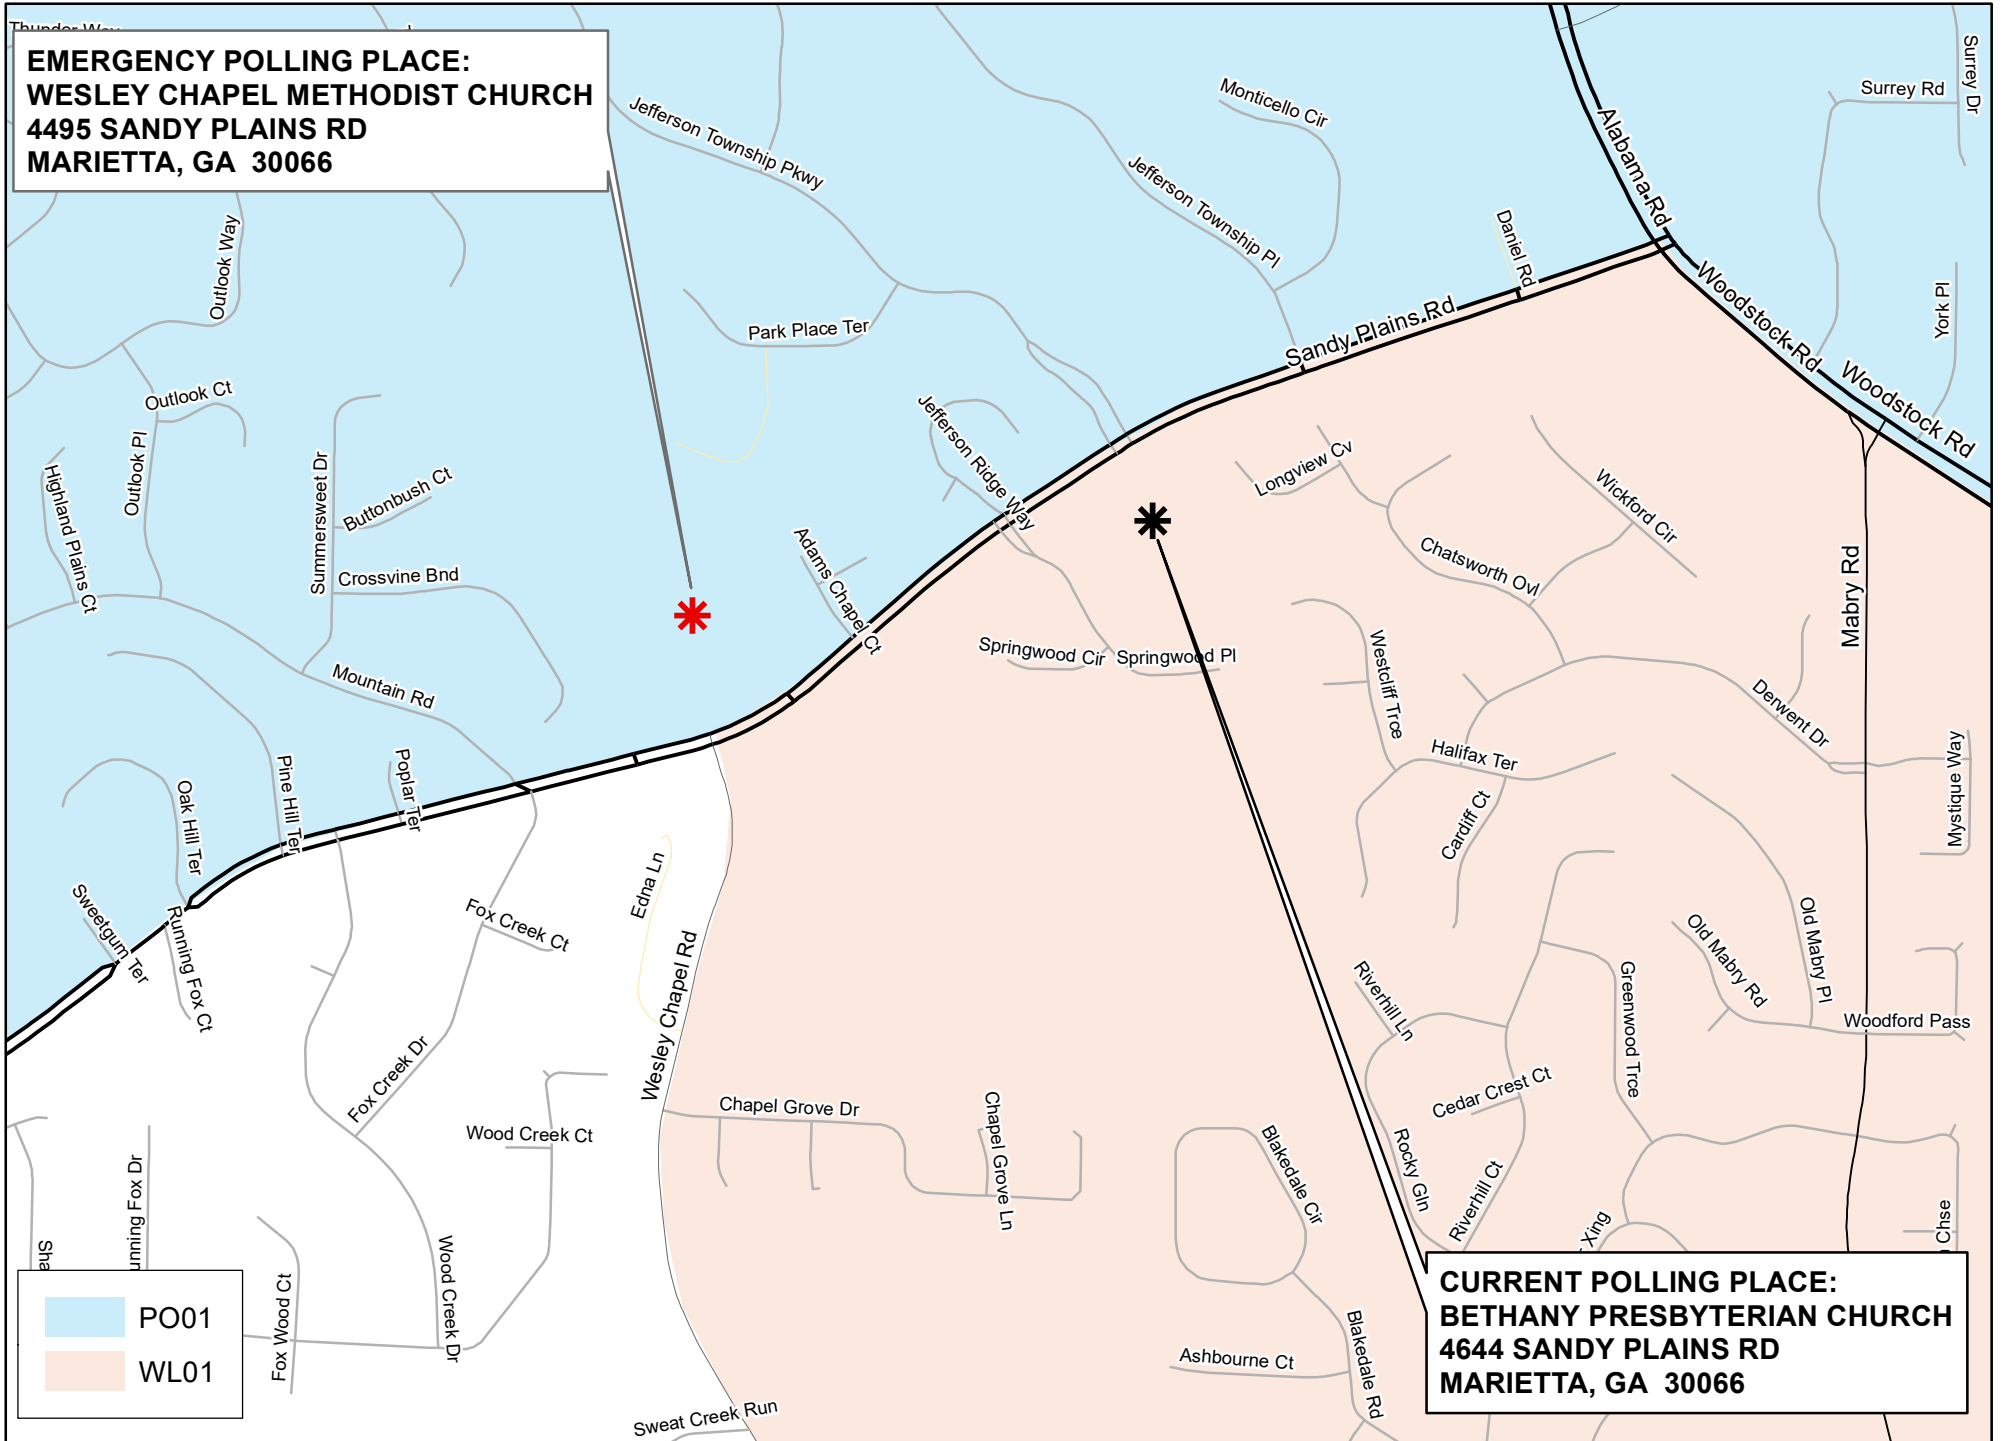 Thunder Way
EMERGENCY POLLING PLACE:
WESLEY CHAPEL METHODIST CHURCH
4495 SANDY PLAINS RD
MARIETTA, GA 30066
Jefferson Township Pkwy
Monticello Cir
Jefferson Township Pl
Daniel Rd
Alabama Rd
Surrey Rd
Surrey Dr
Woodstock Rd
Woodstock Rd
York Pl
Sandy Plains Rd
Outlook Way
Park Place Ter
Outlook Ct
Outlook Pl
Highland Plains Ct
Summersweet Dr
Buttonbush Ct
Crossvine Bnd
Jefferson Ridge Way
Adams Chapel Ct
Longview Cv
Wickford Cir
Chatsworth Ovl
Mabry Rd
Springwood Cir
Springwood Pl
Westcliff Trce
Derwent Dr
Mystique Way
Mountain Rd
Halifax Ter
Cardiff Ct
Poplar Ter
Pine Hill Ter
Oak Hill Ter
Sweetgum Ter
Running Fox Ct
Edna Ln
Fox Creek Ct
Wesley Chapel Rd
Old Mabry Rd
Old Mabry Pl
Greenwood Trce
Riverhill Ln
Woodford Pass
Fox Creek Dr
Cedar Crest Ct
Chapel Grove Dr
Chapel Grove Ln
Wood Creek Ct
Blakedale Cir
Rocky Gln
Riverhill Ct
Xing
Chse
Sha
unning Fox Dr
Wood Creek Dr
Fox Wood Ct
PO01
WL01
CURRENT POLLING PLACE:
BETHANY PRESBYTERIAN CHURCH
4644 SANDY PLAINS RD
MARIETTA, GA 30066
Ashbourne Ct
Blakedale Rd
Sweat Creek Run